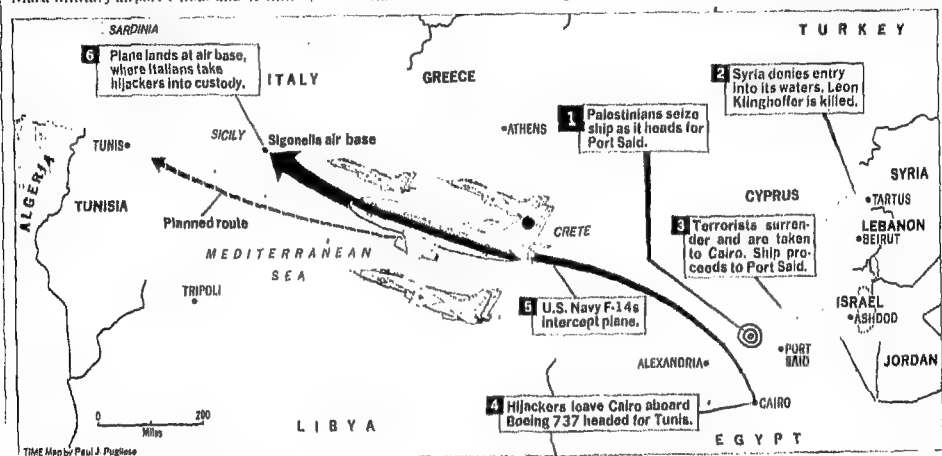 SARDINIA
TURKEY
6 Plane lands at air base,
where Italians take
hijackers into custody.
ITALY
GREECE
2 Syria denies entry
into its waters. Leon
Klinghoffer is killed.
1 Palestinians seize
ship as it heads for
Port Said.
ATHENS
SICILY
Sigonella air base
TUNIS
ALGERIA
TUNISIA
SYRIA
CYPRUS
TARTUS
LEBANON
BEIRUT
3 Terrorists surren-
der and are taken
to Cairo. Ship pro-
ceeds to Port Said.
Planned route
CRETE
MEDITERRANEAN
SEA
TRIPOLI
5 U.S. Navy F-14s
intercept plane.
ISRAEL
ASHDOD
ALEXANDRIA
PORT
SAID
JORDAN
4 Hijackers leave Cairo aboard
Boeing 737 headed for Tunis.
CAIRO
0 200
Miles
LIBYA
EGYPT
TIME Map by Paul J. Pugliese